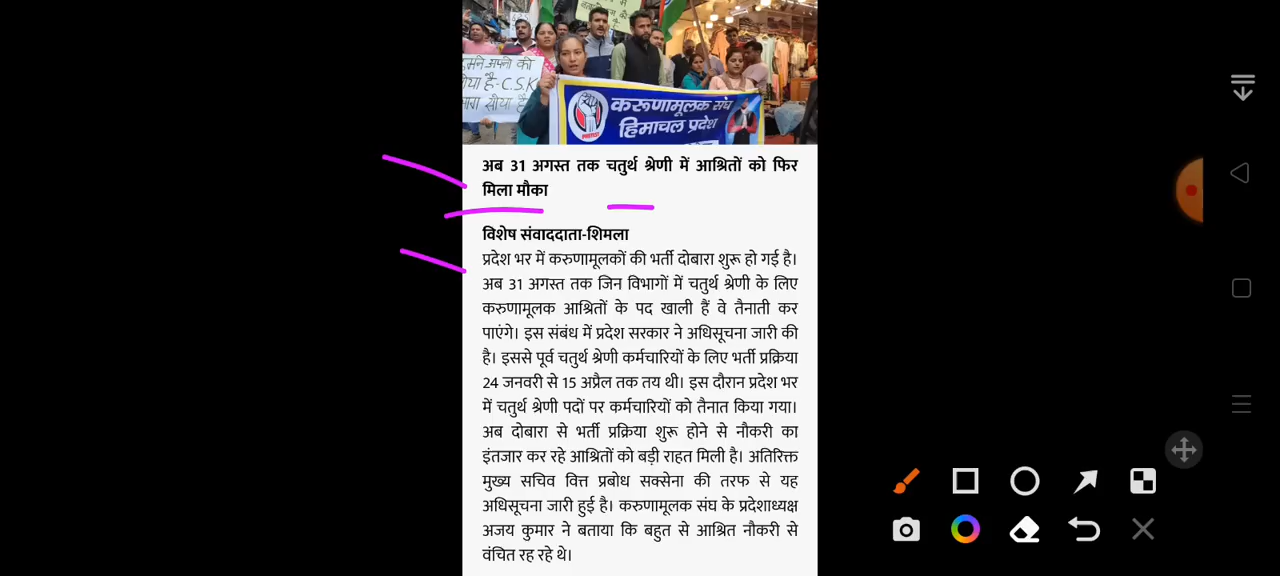 करूणामूलक संघ
हिमाचल प्रदेश
अब 31 अगस्त तक चतुर्थ श्रेणी में आश्रितों को फिर
मिला मौका
विशेष संवाददाता-शिमला
प्रदेश भर में करुणामूलकों की भर्ती दोबारा शुरू हो गई है।
अब 31 अगस्त तक जिन विभागों में चतुर्थ श्रेणी के लिए
करुणामूलक आश्रितों के पद खाली हैं वे तैनाती कर
पाएंगे। इस संबंध में प्रदेश सरकार ने अधिसूचना जारी की
है। इससे पूर्व चतुर्थ श्रेणी कर्मचारियों के लिए भर्ती प्रक्रिया
24 जनवरी से 15 अप्रैल तक तय थी। इस दौरान प्रदेश भर
में चतुर्थ श्रेणी पदों पर कर्मचारियों को तैनात किया गया।
अब दोबारा से भर्ती प्रक्रिया शुरू होने से नौकरी का
इंतजार कर रहे आश्रितों को बड़ी राहत मिली है। अतिरिक्त
मुख्य सचिव वित्त प्रबोध सक्सेना की तरफ से यह
अधिसूचना जारी हुई है। करुणामूलक संघ के प्रदेशाध्यक्ष
अजय कुमार ने बताया कि बहुत से आश्रित नौकरी से
वंचित रह रहे थे।